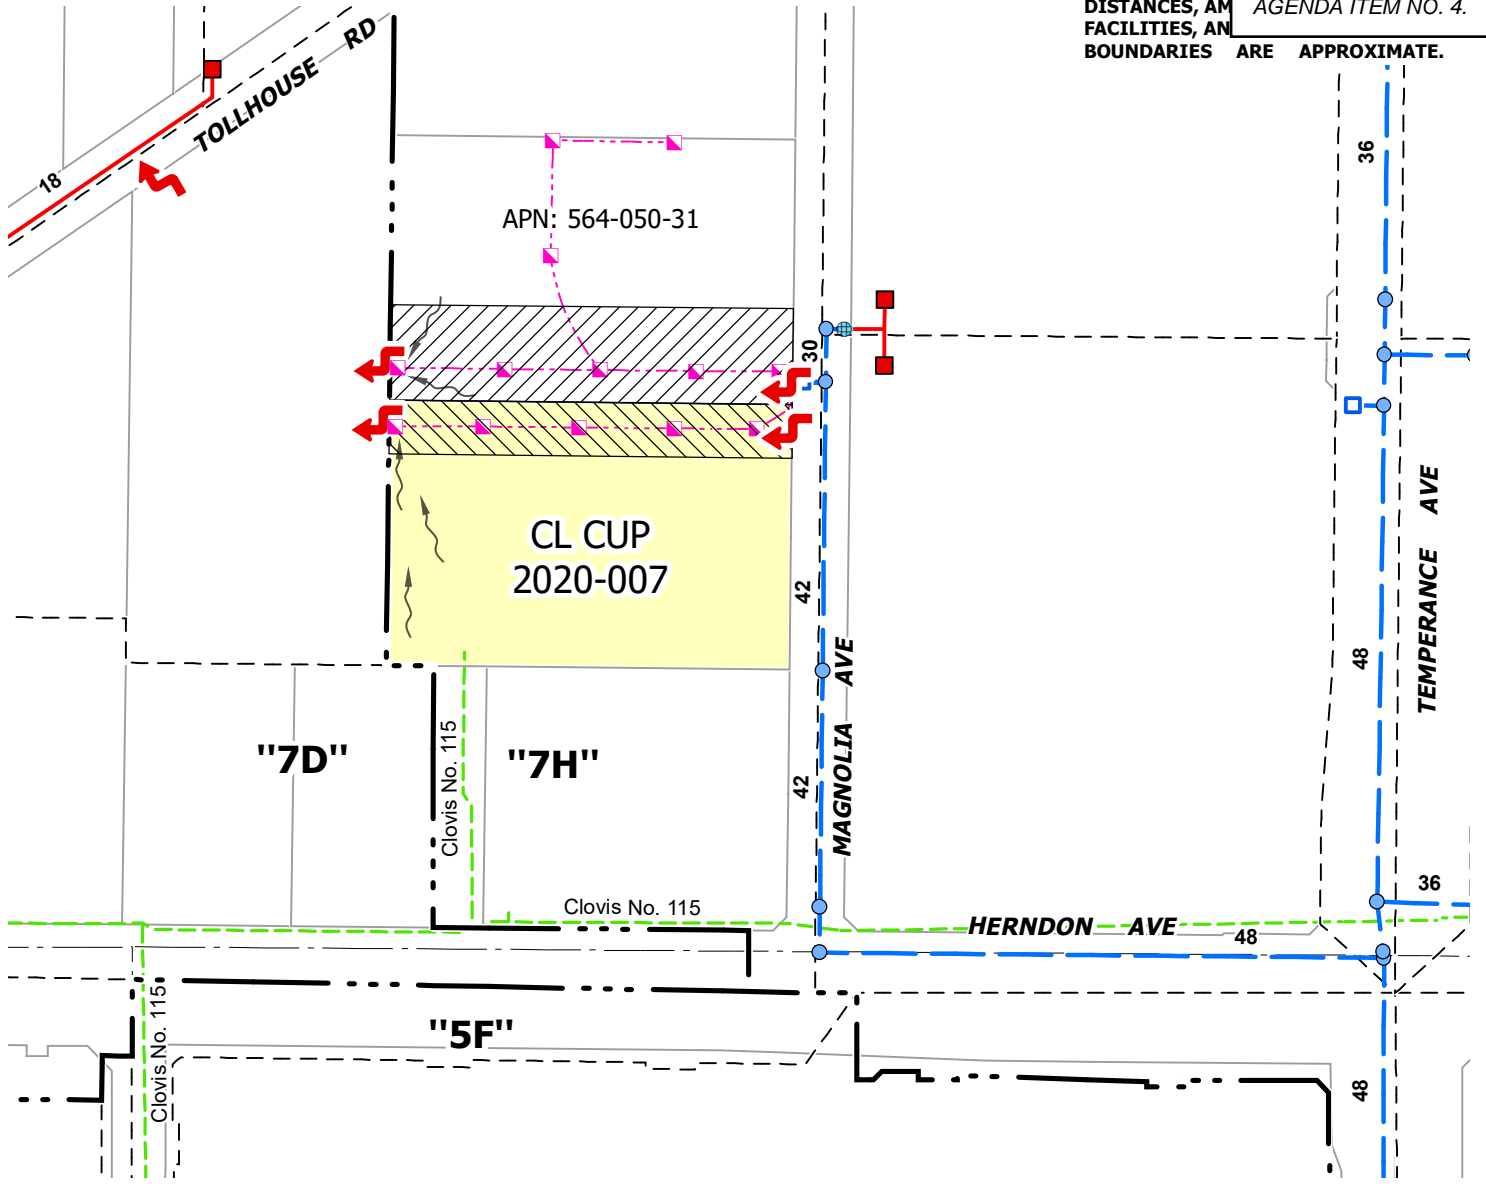 DISTANCES, AM
FACILITIES, AN
BOUNDARIES ARE APPROXIMATE.
AGENDA ITEM NO. 4.
TOLLHOUSE RD
18
36
APN: 564-050-31
30
CL CUP
2020-007
42
48
TEMPERANCE AVE
MAGNOLIA AVE
"7D"
Clovis No. 115
"7H"
42
36
Clovis No. 115
HERNDON AVE
48
Clovis No. 115
"5F"
48